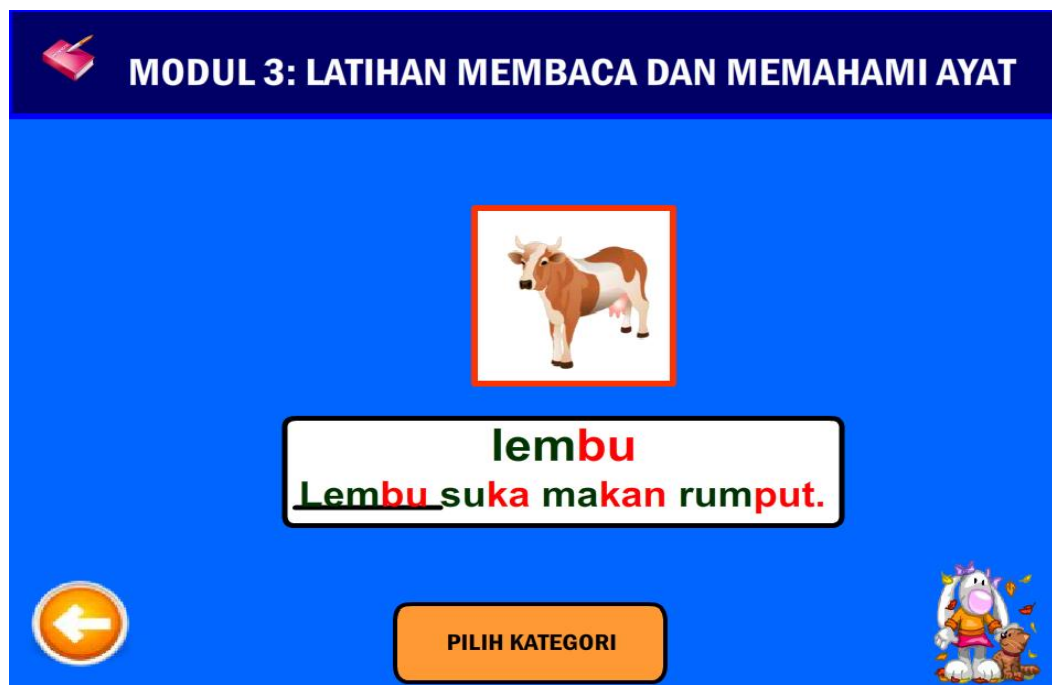 MODUL 3: LATIHAN MEMBACA DAN MEMAHAMI AYAT
lembu
Lembu suka makan rumput.
PILIH KATEGORI